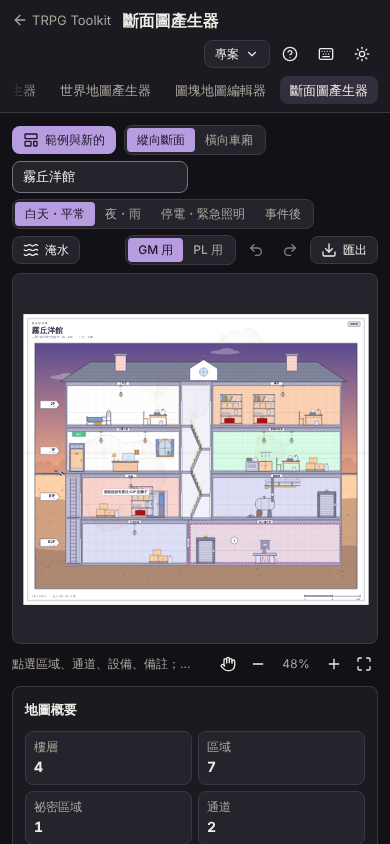 TRPG Toolkit 斷面圖產生器
專案
世界地圖產生器 圖塊地圖編輯器 斷面圖產生器
範例與新的 縱向斷面 橫向車廂
霧丘洋館
白天・平常 夜・雨 停電・緊急照明 事件後
淹水 GM 用 PL 用 匯出
霧丘洋館
2F
1F
B1F
B2F
點選區域、通道、設備、備註；...
48%
地圖概要
樓層
4
區域
7
祕密區域
1
通道
2